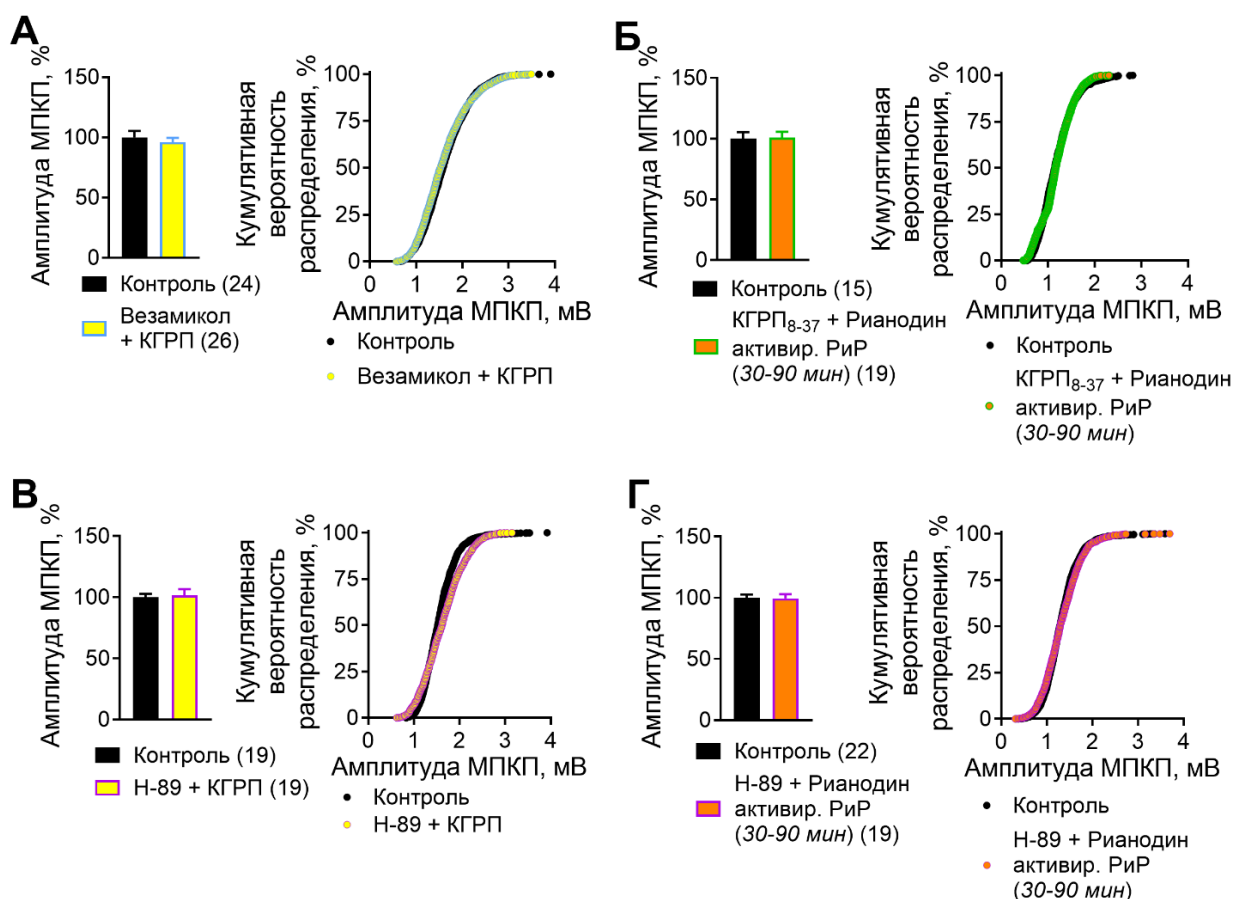 А
Амплитуда МПКП, %
150
100
50
0
Контроль (24)
Везамикол
+ КГРП (26)
Кумулятивная
вероятность
распределения, %
100
75
50
25
0
0 1 2 3 4
Амплитуда МПКП, мВ
Контроль
Везамикол + КГРП
Б
Амплитуда МПКП, %
150
100
50
0
Контроль (15)
КГРП8-37 + Рианодин
активир. РиР
(30-90 мин) (19)
Кумулятивная
вероятность
распределения, %
100
75
50
25
0
0 1 2 3 4
Амплитуда МПКП, мВ
Контроль
КГРП8-37 + Рианодин
активир. РиР
(30-90 мин)
В
Амплитуда МПКП, %
150
100
50
0
Контроль (19)
Н-89 + КГРП (19)
Кумулятивная
вероятность
распределения, %
100
75
50
25
0
0 1 2 3 4
Амплитуда МПКП, мВ
Контроль
Н-89 + КГРП
Г
Амплитуда МПКП, %
150
100
50
0
Контроль (22)
Н-89 + Рианодин
активир. РиР
(30-90 мин) (19)
Кумулятивная
вероятность
распределения, %
100
75
50
25
0
0 1 2 3 4
Амплитуда МПКП, мВ
Контроль
Н-89 + Рианодин
активир. РиР
(30-90 мин)